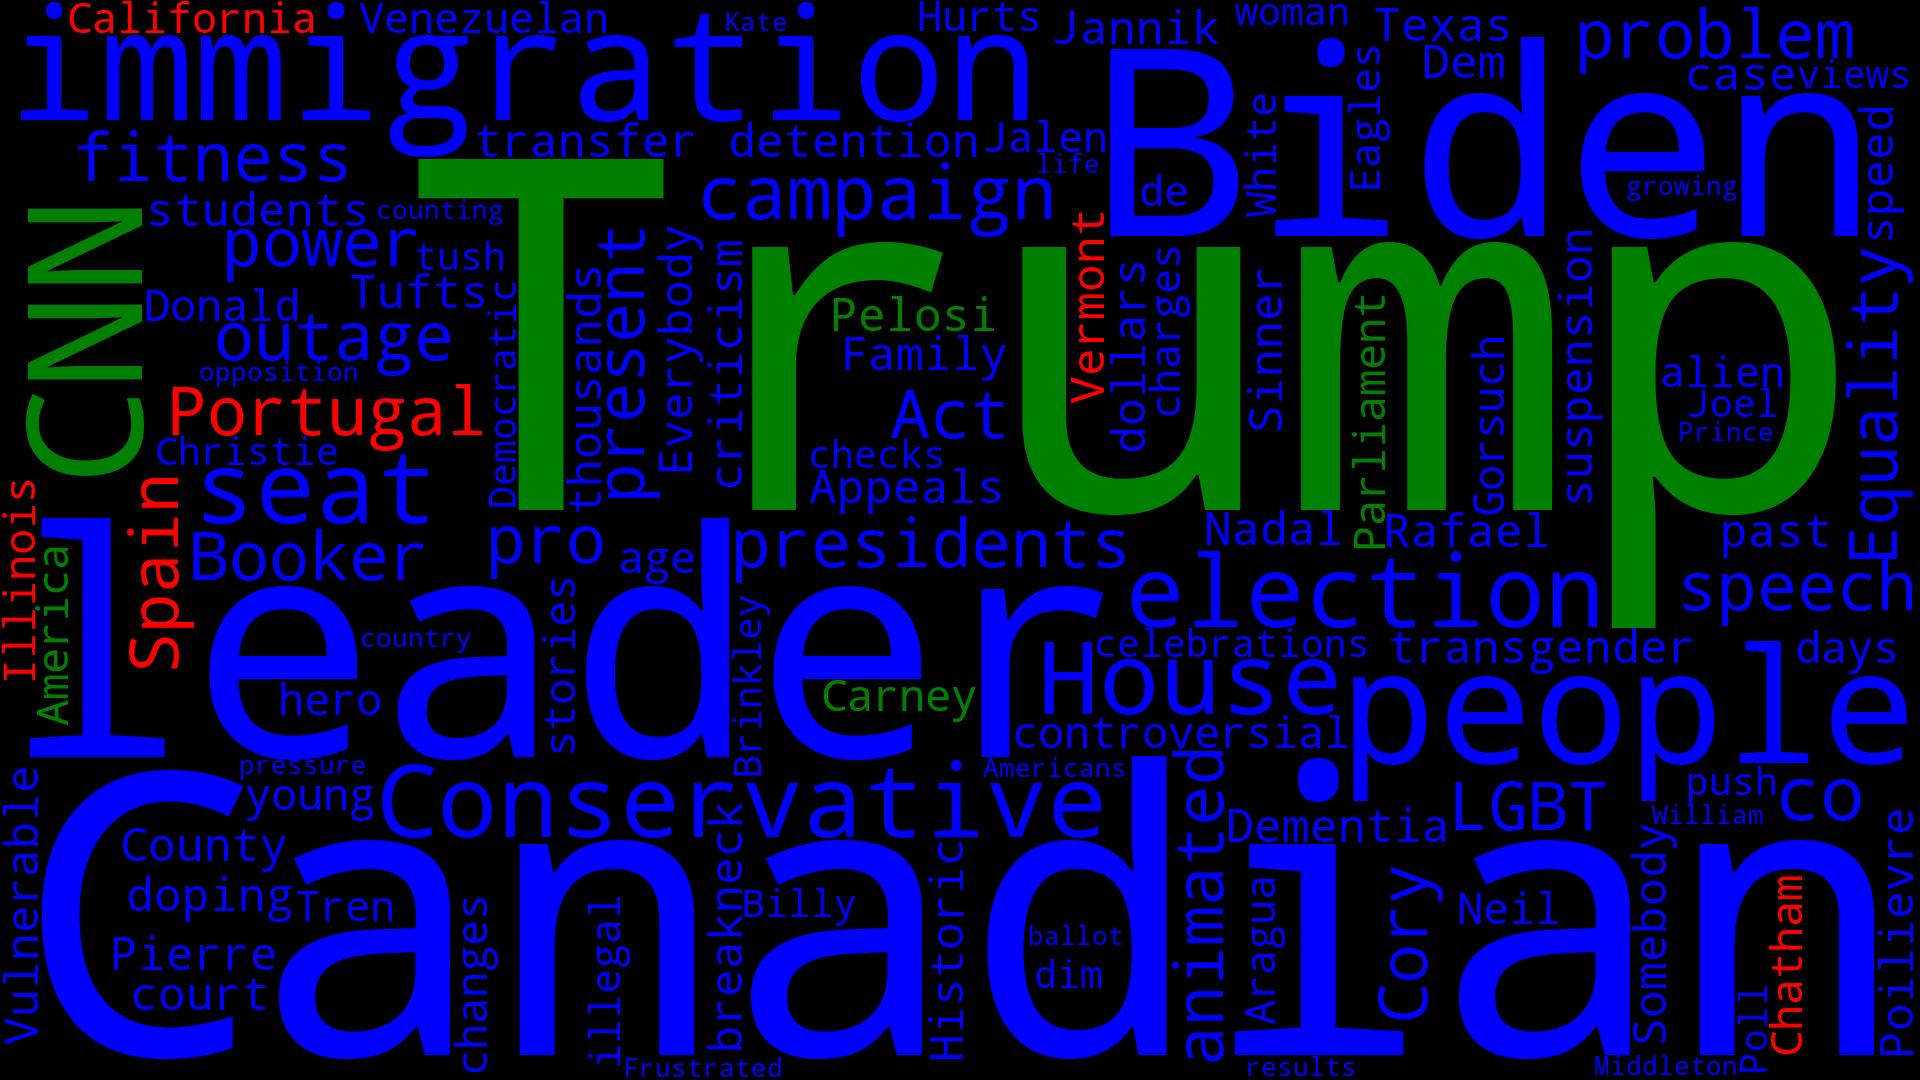 California
Venezuelan
Kate
Hurts
Jannik
woman
Texas
problem
immigration
Biden
Dem
case
views
fitness
transfer
detention
Jalen
life
White
Eagles
speed
campaign
de
growing
CNN
students
counting
Trump
power
tush
present
Everybody
criticism
Vermont
dollars
charges
Sinner
suspension
Equality
Donald
Tufts
Democratic
thousands
Pelosi
Family
Parliament
Gorsuch
outage
opposition
alien
Joel
Prince
Portugal
Act
Christie
checks
Appeals
seat
Illinois
Spain
America
Booker
leader
pro
age
presidents
Nadal
Rafael
past
election
speech
stories
Brinkley
country
hero
Carney
House
celebrations
transgender
days
people
controversial
Vulnerable
pressure
young
Conservative
Americans
animated
Dementia
LGBT
push
William
co
Canadian
County
doping
Tren
Pierre
court
changes
illegal
breakneck
Billy
Historic
ballot
dim
Aragua
Cory
Neil
Somebody
Poll
Chatham
Poilievre
Frustrated
results
Middleton